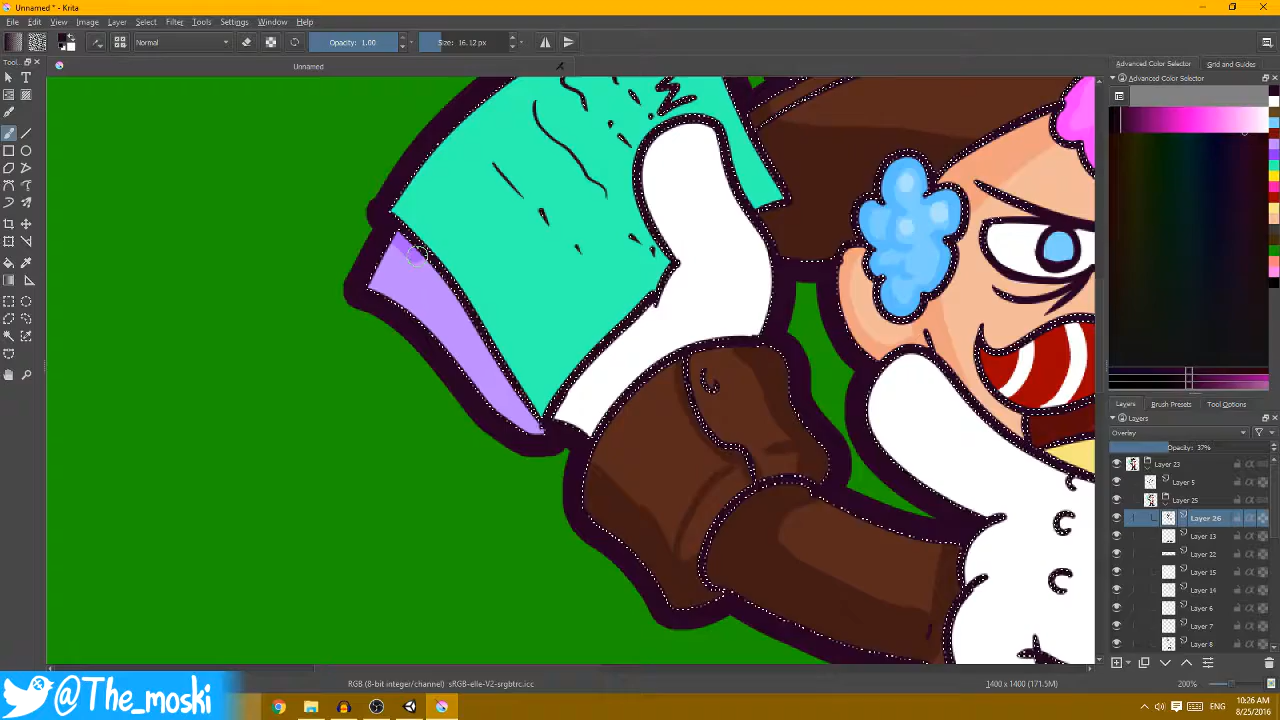 Unnamed * - Krita
File Edit View Image Layer Select Filter Tools Settings Window Help
Normal Opacity: 1.00 Size: 16.12 px
Tool... Unnamed Advanced Color Selector Grid and Guides
Advanced Color Selector
Layers Brush Presets Tool Options
Layers
Overlay
Opacity: 37%
Layer 23
Layer 5
Layer 25
Layer 26
Layer 13
Layer 22
Layer 15
Layer 14
Layer 6
Layer 7
Layer 8
RGB (8-bit integer/channel) sRGB-elle-V2-srgbtrc.icc 1400 x 1400 (171.5M) 200%
@The_moski
ENG 10:26 AM
8/25/2016